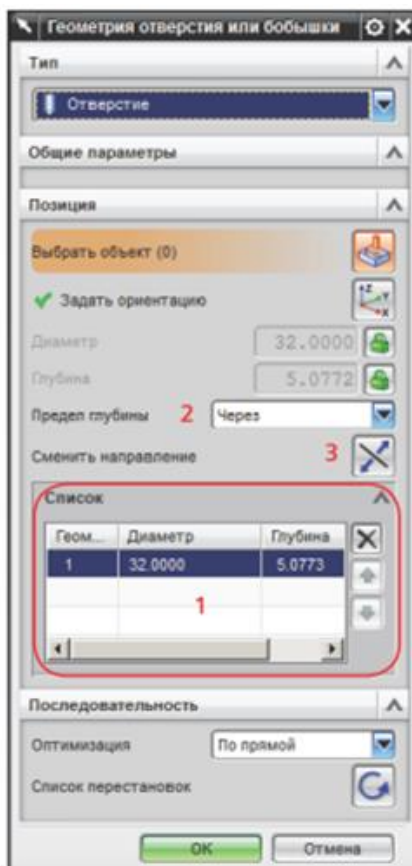 Геометрия отверстия или бобышки
Тип
Отверстие
Общие параметры
Позиция
Выбрать объект (0)
Задать ориентацию
Z Y X
Диаметр 32.0000
Глубина 5.0772
Предел глубины 2 Через
Сменить направление 3
Список
Геом... Диаметр Глубина
1 32.0000 5.0773
1
Последовательность
Оптимизация По прямой
Список перестановок
OK Отмена